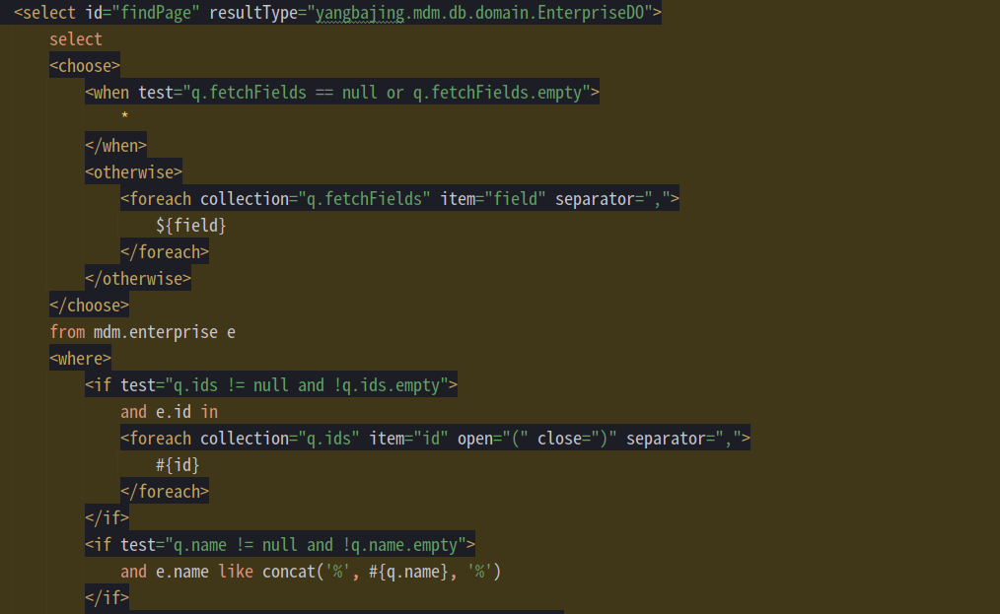 <select id="findPage" resultType="yangbajing.mdm.db.domain.EnterpriseDO">
select
<choose>
<when test="q.fetchFields == null or q.fetchFields.empty">
*
</when>
<otherwise>
<foreach collection="q.fetchFields" item="field" separator=",">
${field}
</foreach>
</otherwise>
</choose>
from mdm.enterprise e
<where>
<if test="q.ids != null and !q.ids.empty">
and e.id in
<foreach collection="q.ids" item="id" open="(" close=")" separator=",">
#{id}
</foreach>
</if>
<if test="q.name != null and !q.name.empty">
and e.name like concat('%', #{q.name}, '%')
</if>